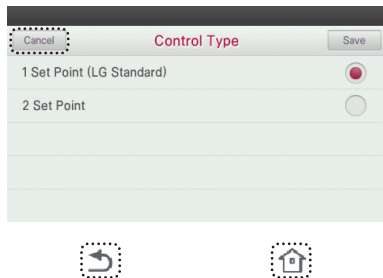 Cancel Control Type Save
1 Set Point (LG Standard)
2 Set Point